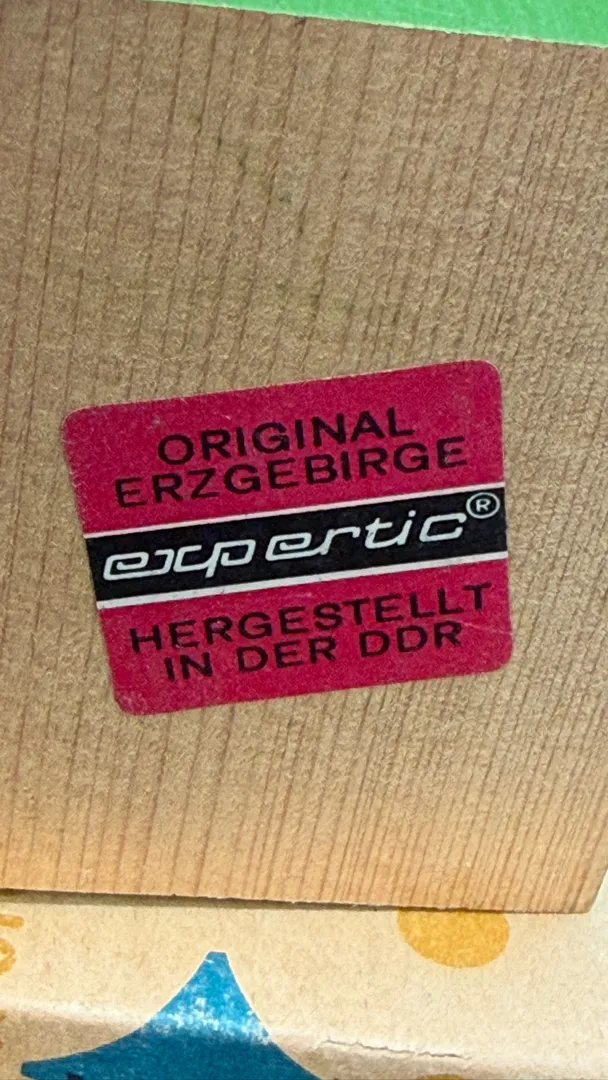 ORIGINAL
ERZGEBIRGE
expertic®
HERGESTELLT
IN DER DDR